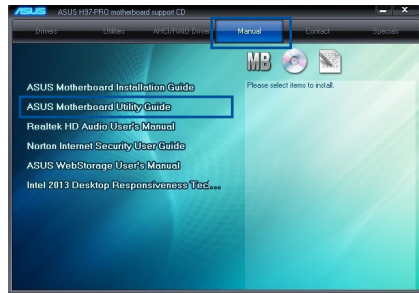 ASUS ASUS H97-PRO motherboard support CD
Drivers Utilities AHCI/RAID Driver Manual Contact Specials
MB
Please select items to install.
ASUS Motherboard Installation Guide
ASUS Motherboard Utility Guide
Realtek HD Audio User's Manual
Norton Internet Security User Guide
ASUS WebStorage User's Manual
Intel 2013 Desktop Responsiveness Tec...